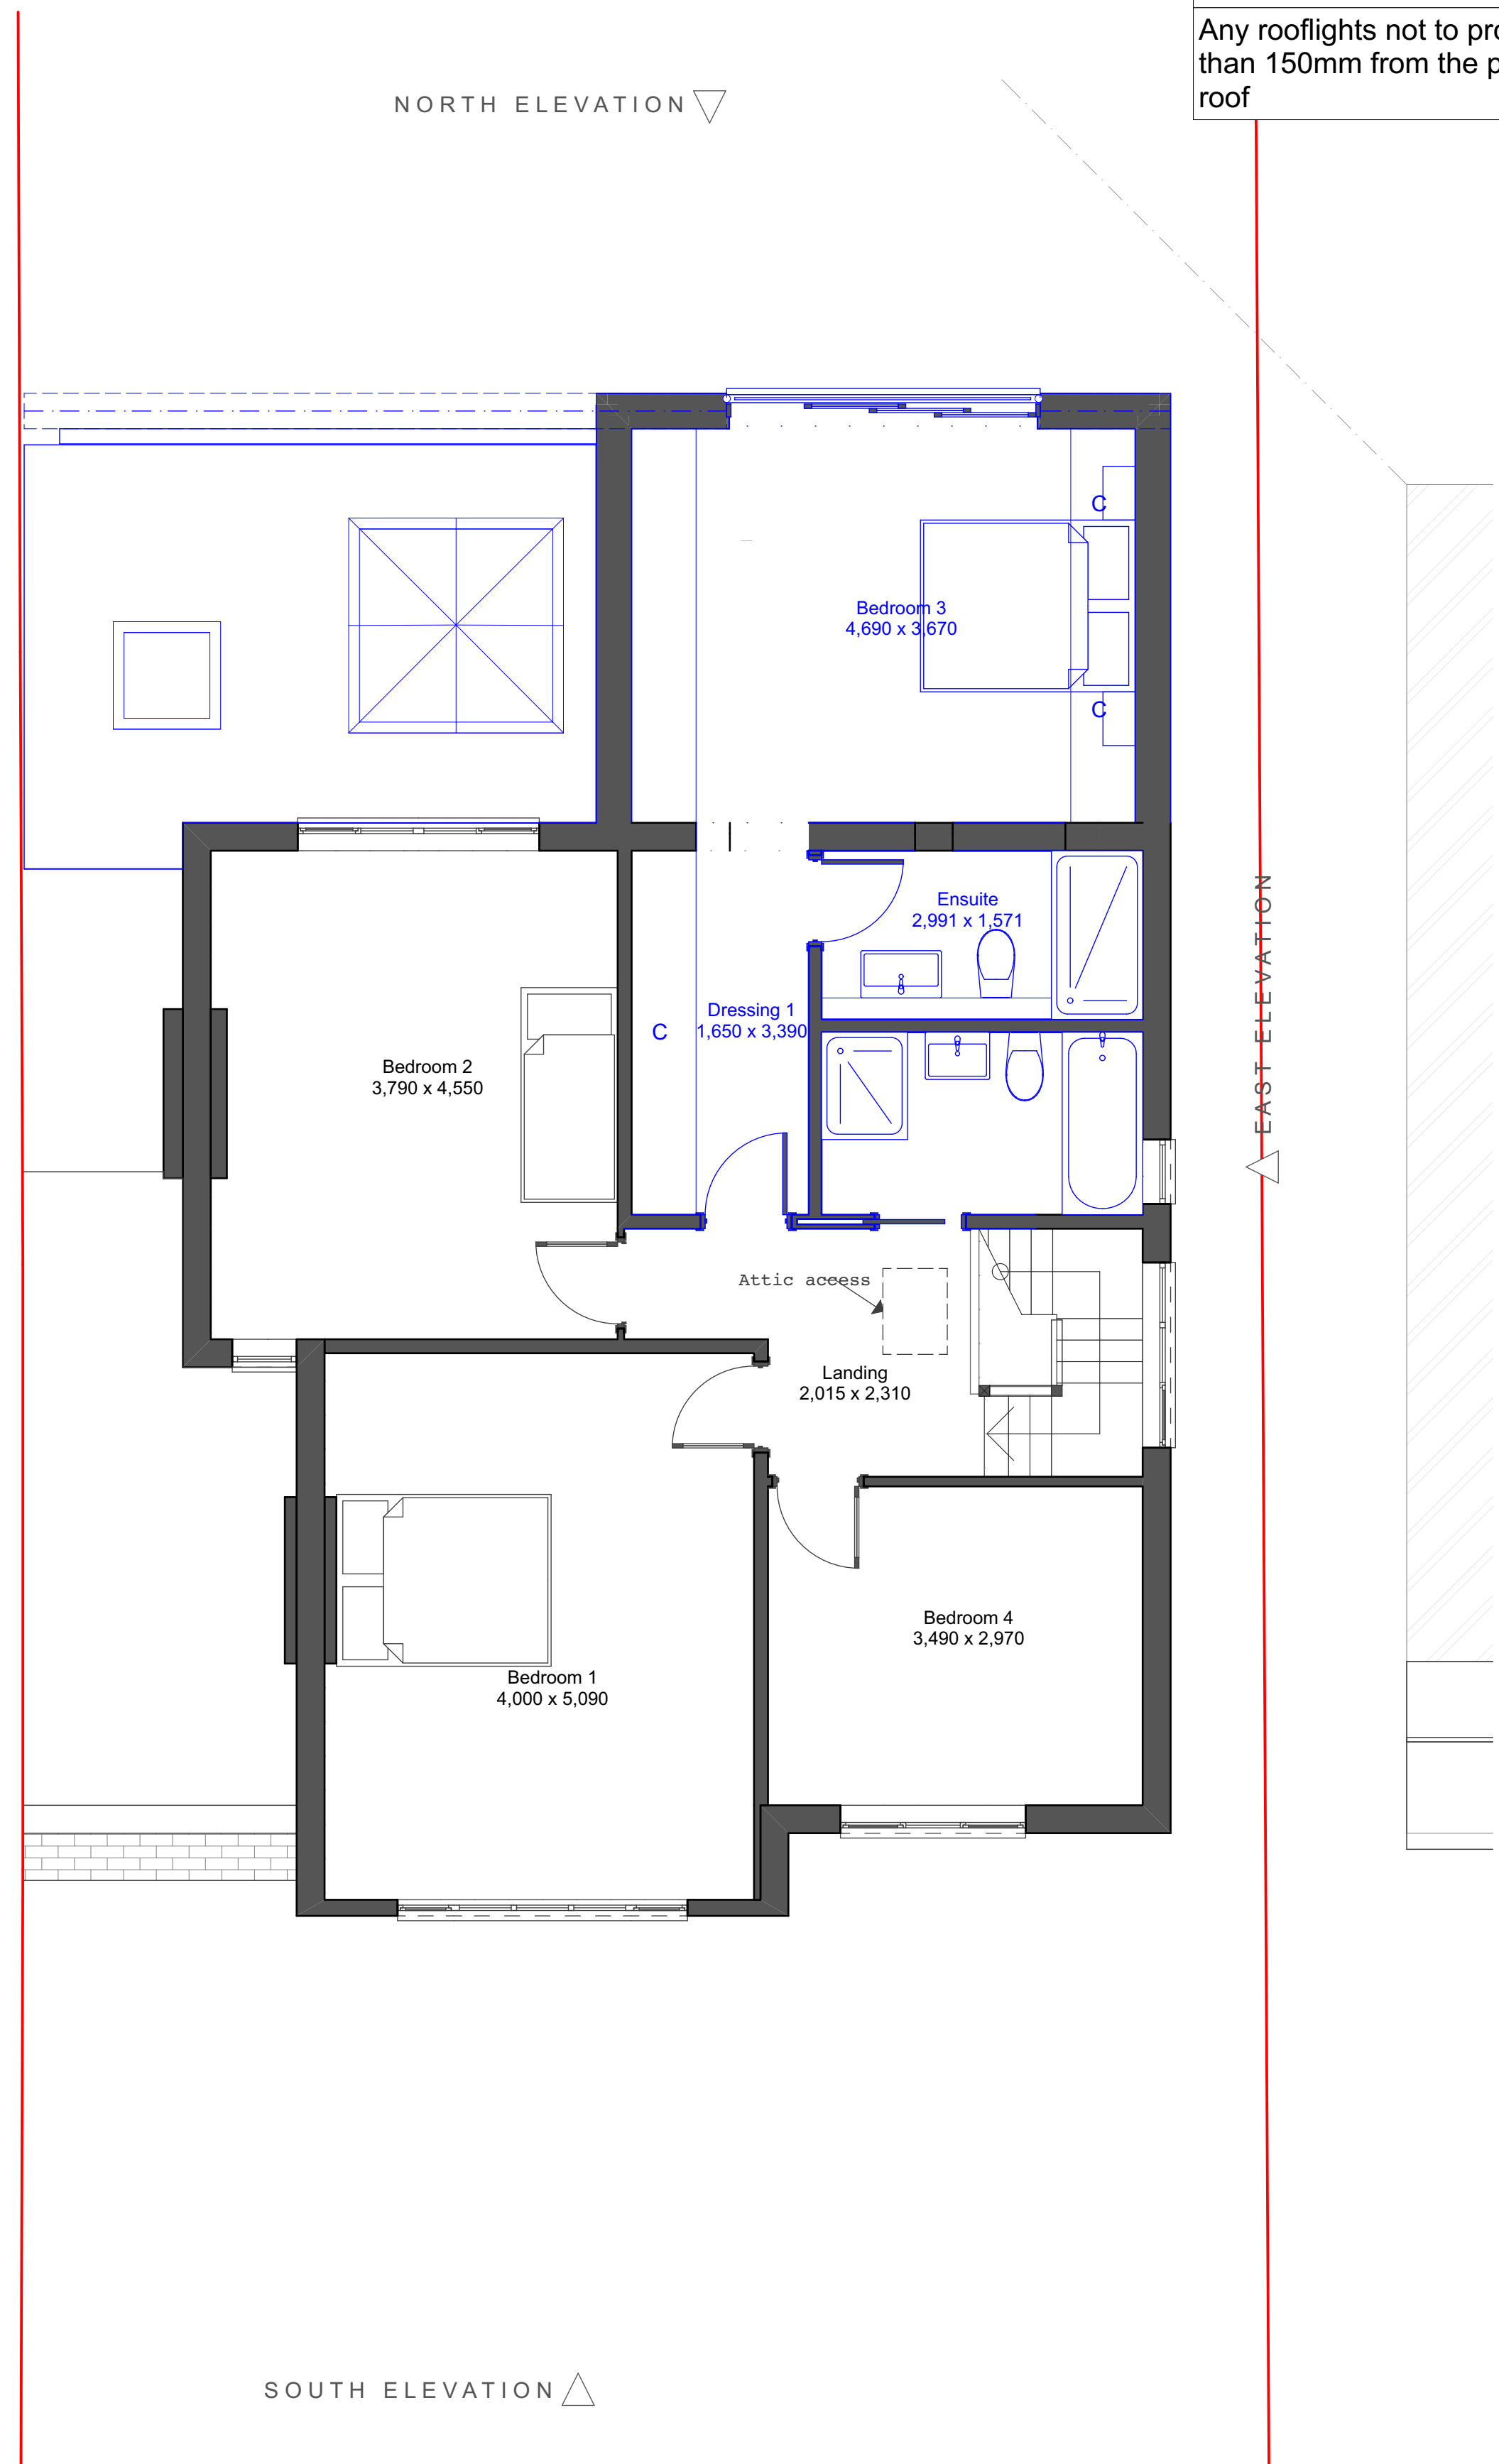 Any rooflights not to
than 150mm from the
roof
NORTH ELEVATION
C
Bedroom 3
4,690 x 3,670
C
Ensuite
2,991 x 1,571
EAST ELEVATION
Dressing 1
1,650 x 3,390
C
Bedroom 2
3,790 x 4,550
Attic access
Landing
2,015 x 2,310
Bedroom 4
3,490 x 2,970
Bedroom 1
4,000 x 5,090
SOUTH ELEVATION